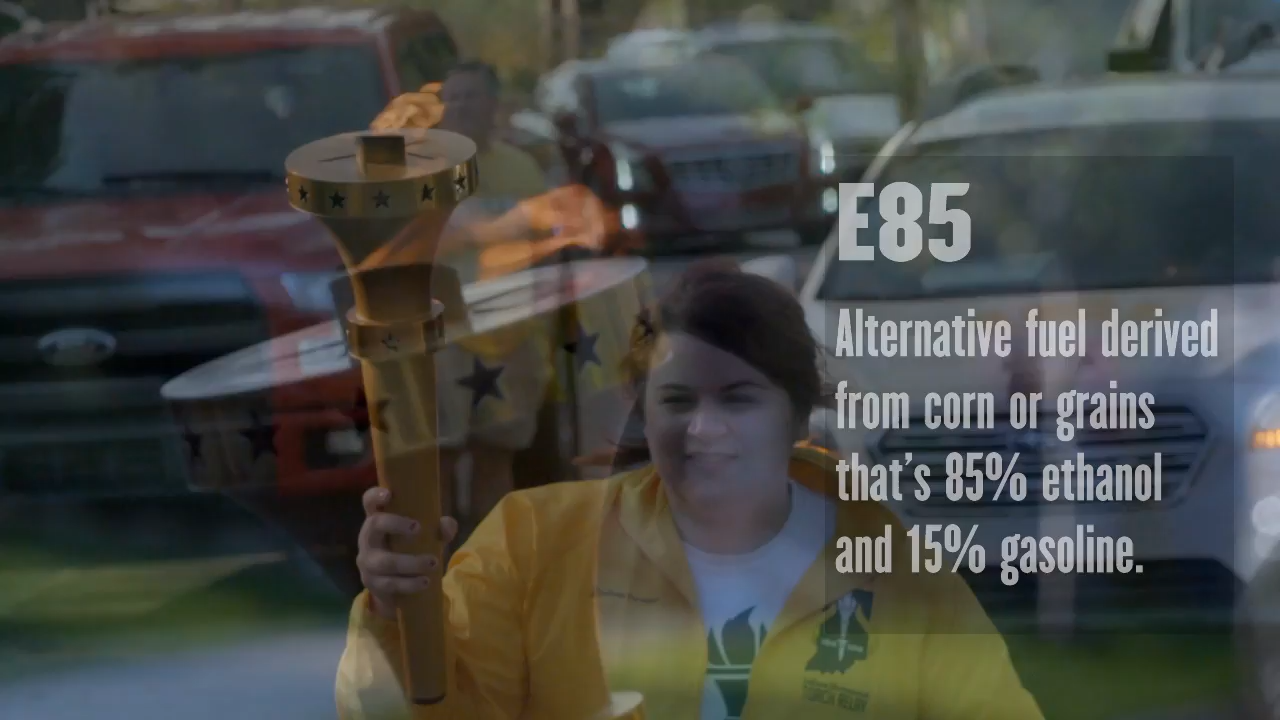 E85
Alternative fuel derived
from corn or grains
that's 85% ethanol
and 15% gasoline.